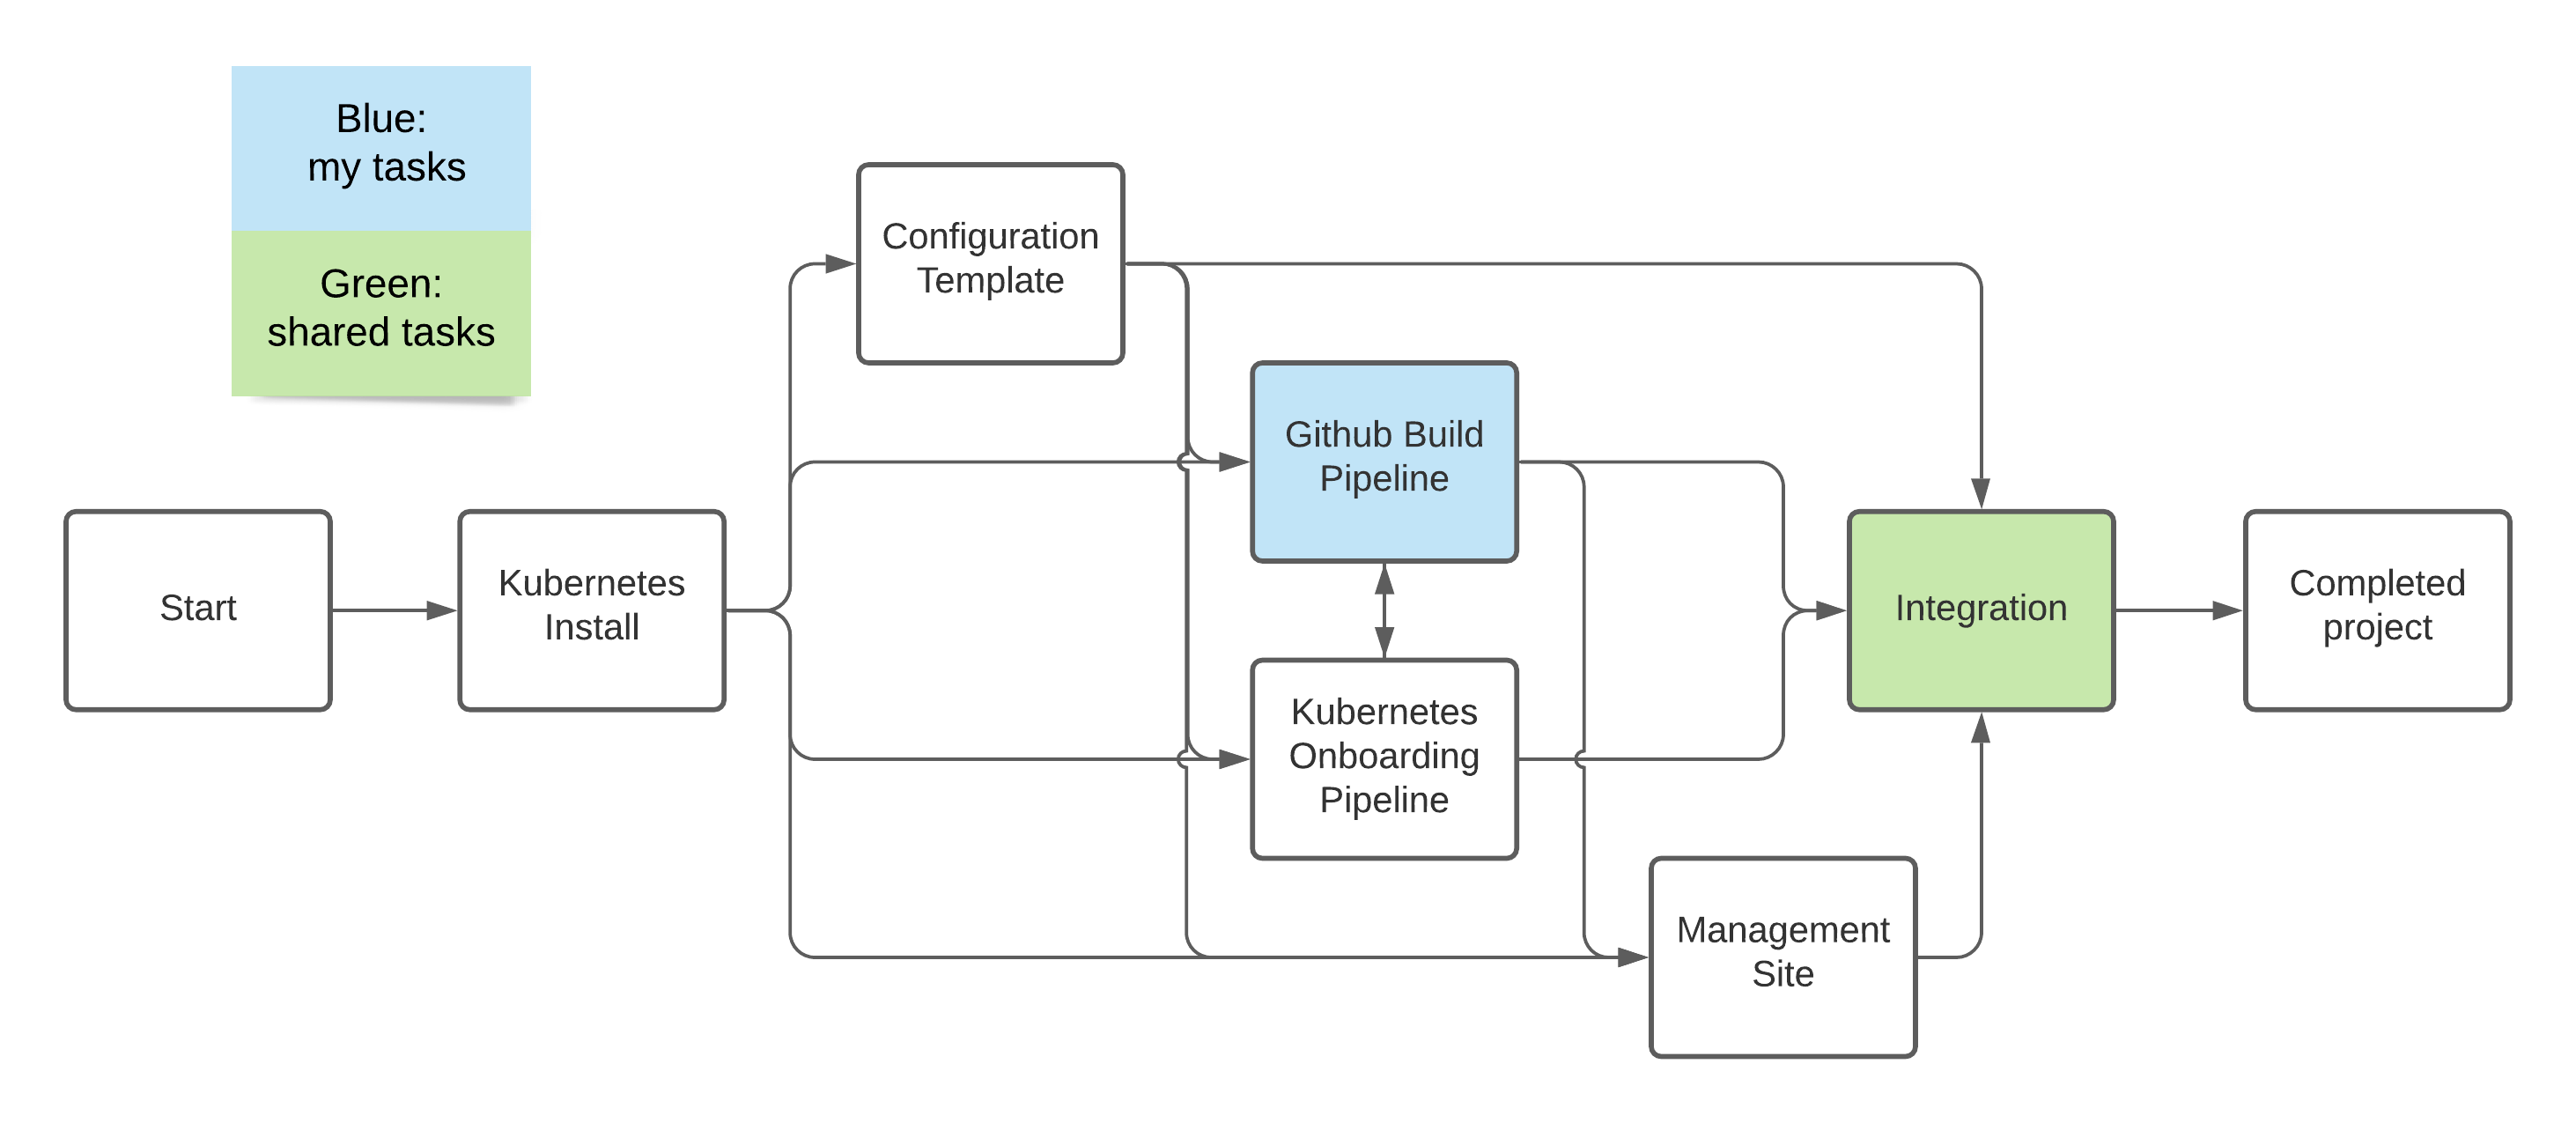 Blue:
my tasks
Green:
shared tasks
Configuration
Template
Github Build
Pipeline
Start
Kubernetes
Install
Integration
Completed
project
Kubernetes
Onboarding
Pipeline
Management
Site